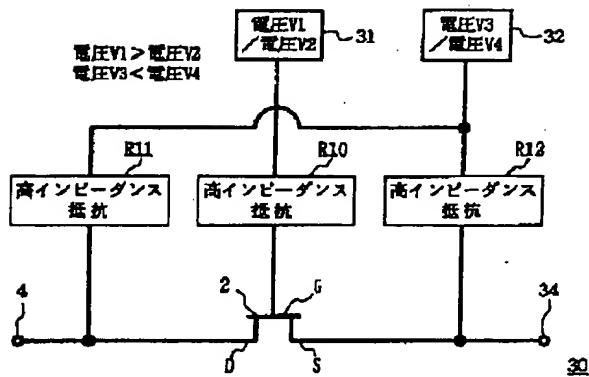 電圧V1
/電圧V2
31
電圧V3
/電圧V4
32
電圧V1>電圧V2
電圧V3<電圧V4
R11
R10
R12
高インピーダンス
抵抗
高インピーダンス
抵抗
高インピーダンス
抵抗
4
2
G
34
D
S
30